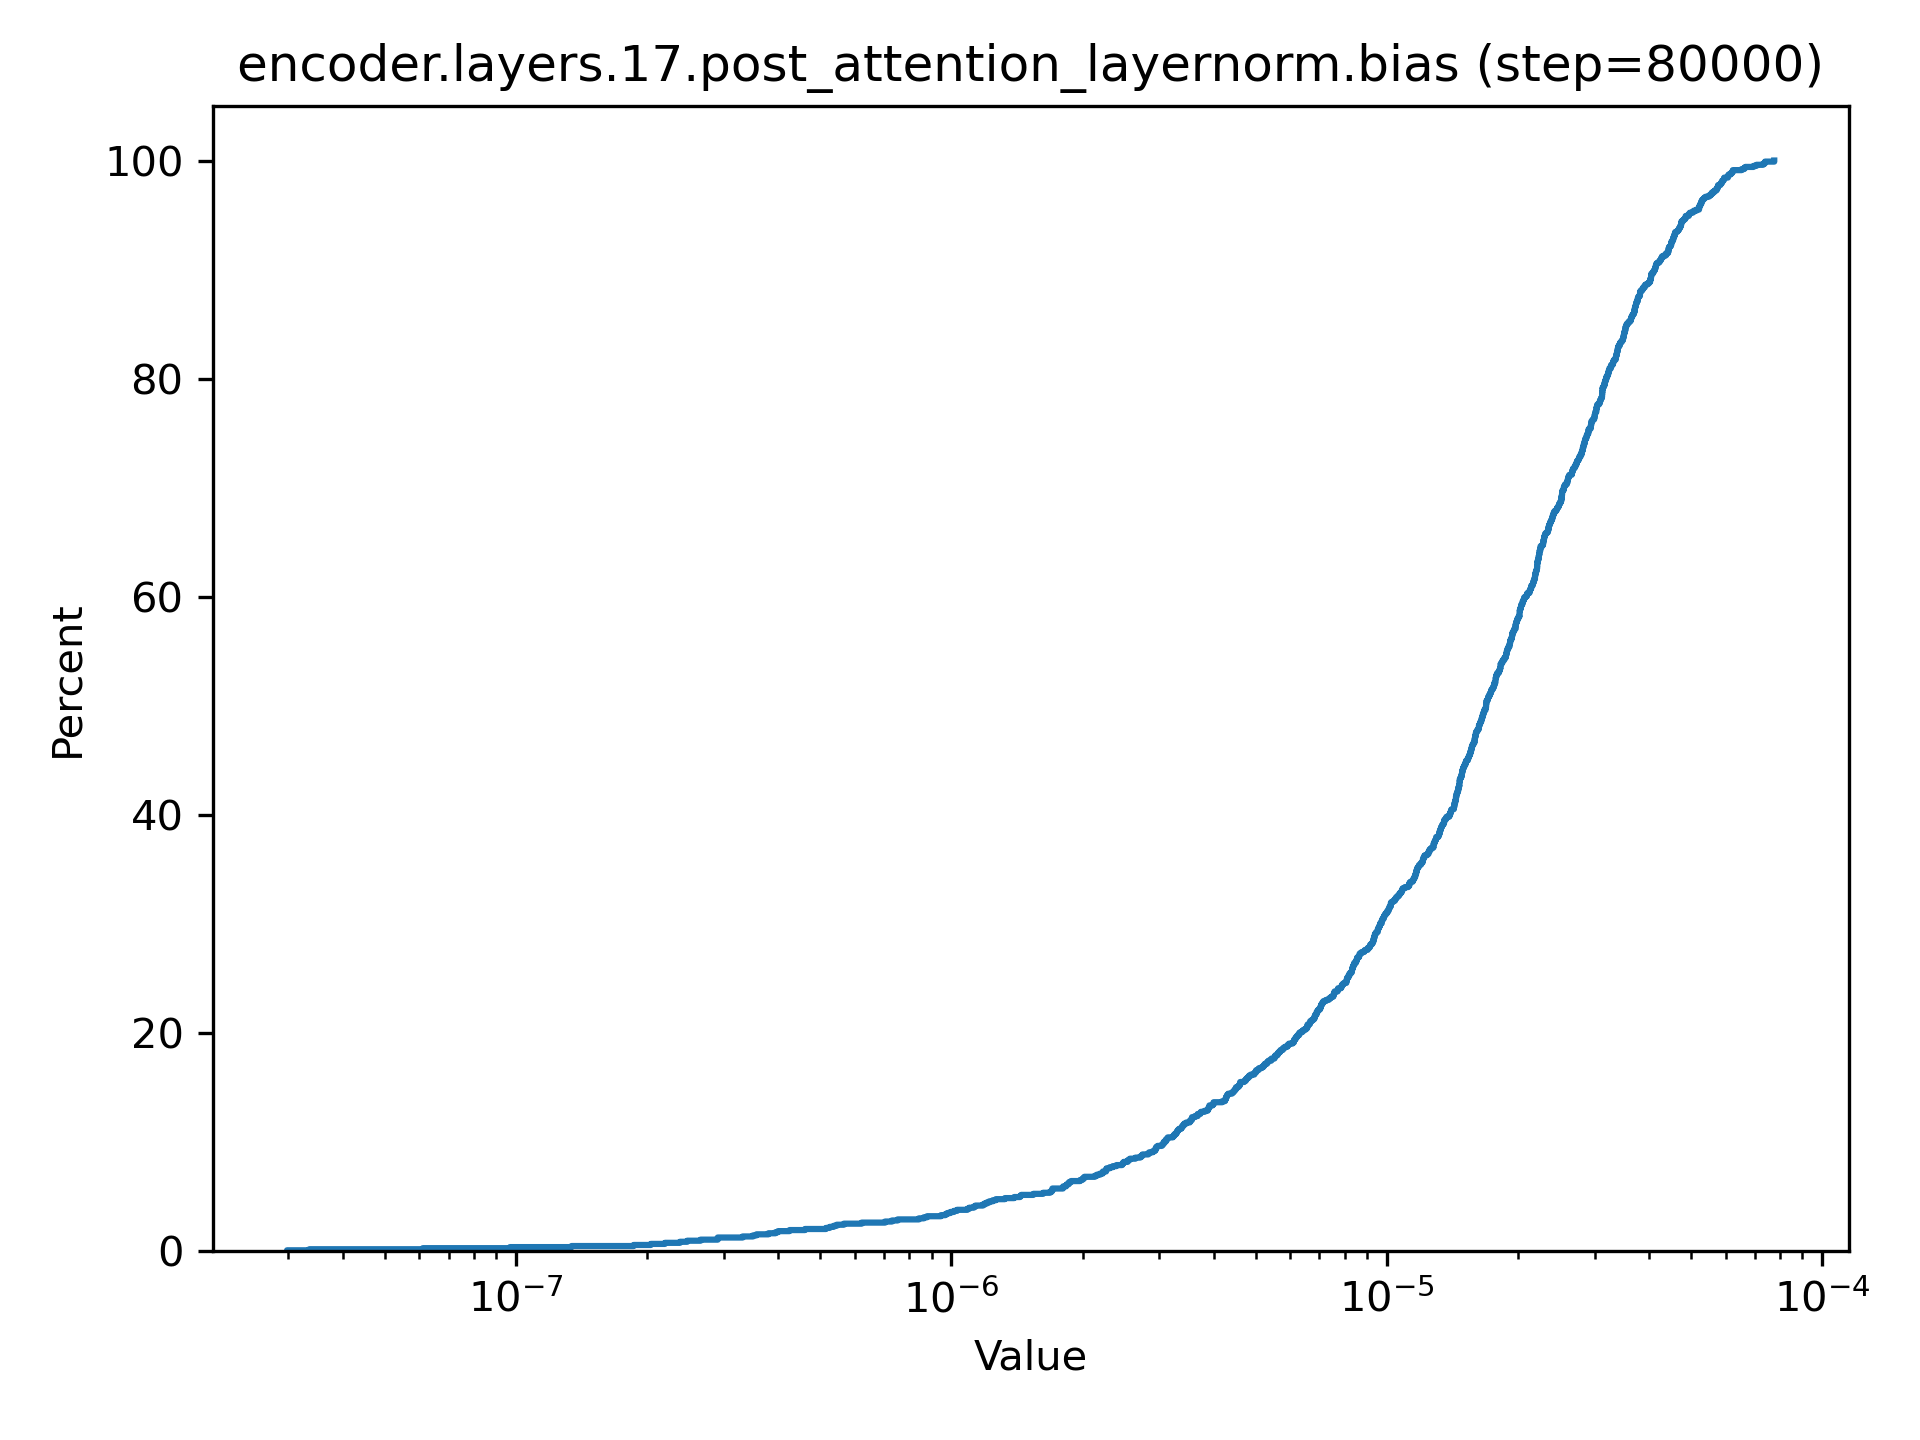 encoder.layers.17.post_attention_layernorm.bias (step=80000)
100
80
60
40
20
0
Percent
10⁻⁷ 10⁻⁶ 10⁻⁵ 10⁻⁴
Value